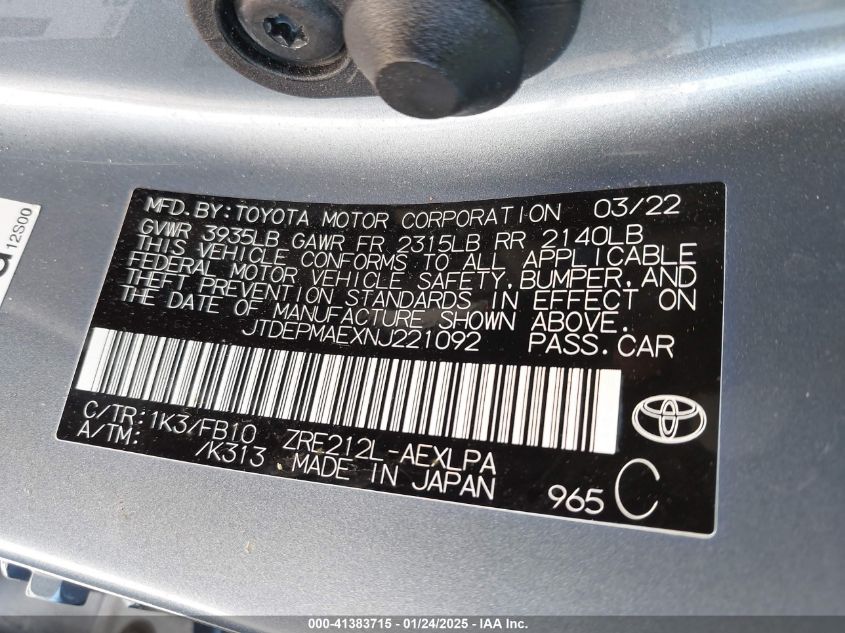 MFD. BY: TOYOTA MOTOR CORPORATION 03/22
GVWR 3935LB GAWR FR 2315LB RR 2140LB
THIS VEHICLE CONFORMS TO ALL APPLICABLE
FEDERAL MOTOR VEHICLE SAFETY, BUMPER, AND
THEFT PREVENTION STANDARDS IN EFFECT ON
THE DATE OF MANUFACTURE SHOWN ABOVE.
JTDEPMAEXNJ221092 PASS. CAR
C/TR: 1K3/FB10 ZRE212L-AEXLPA
A/TM: /K313 MADE IN JAPAN
965 C
12S00
000-41383715 - 01/24/2025 - IAA Inc.